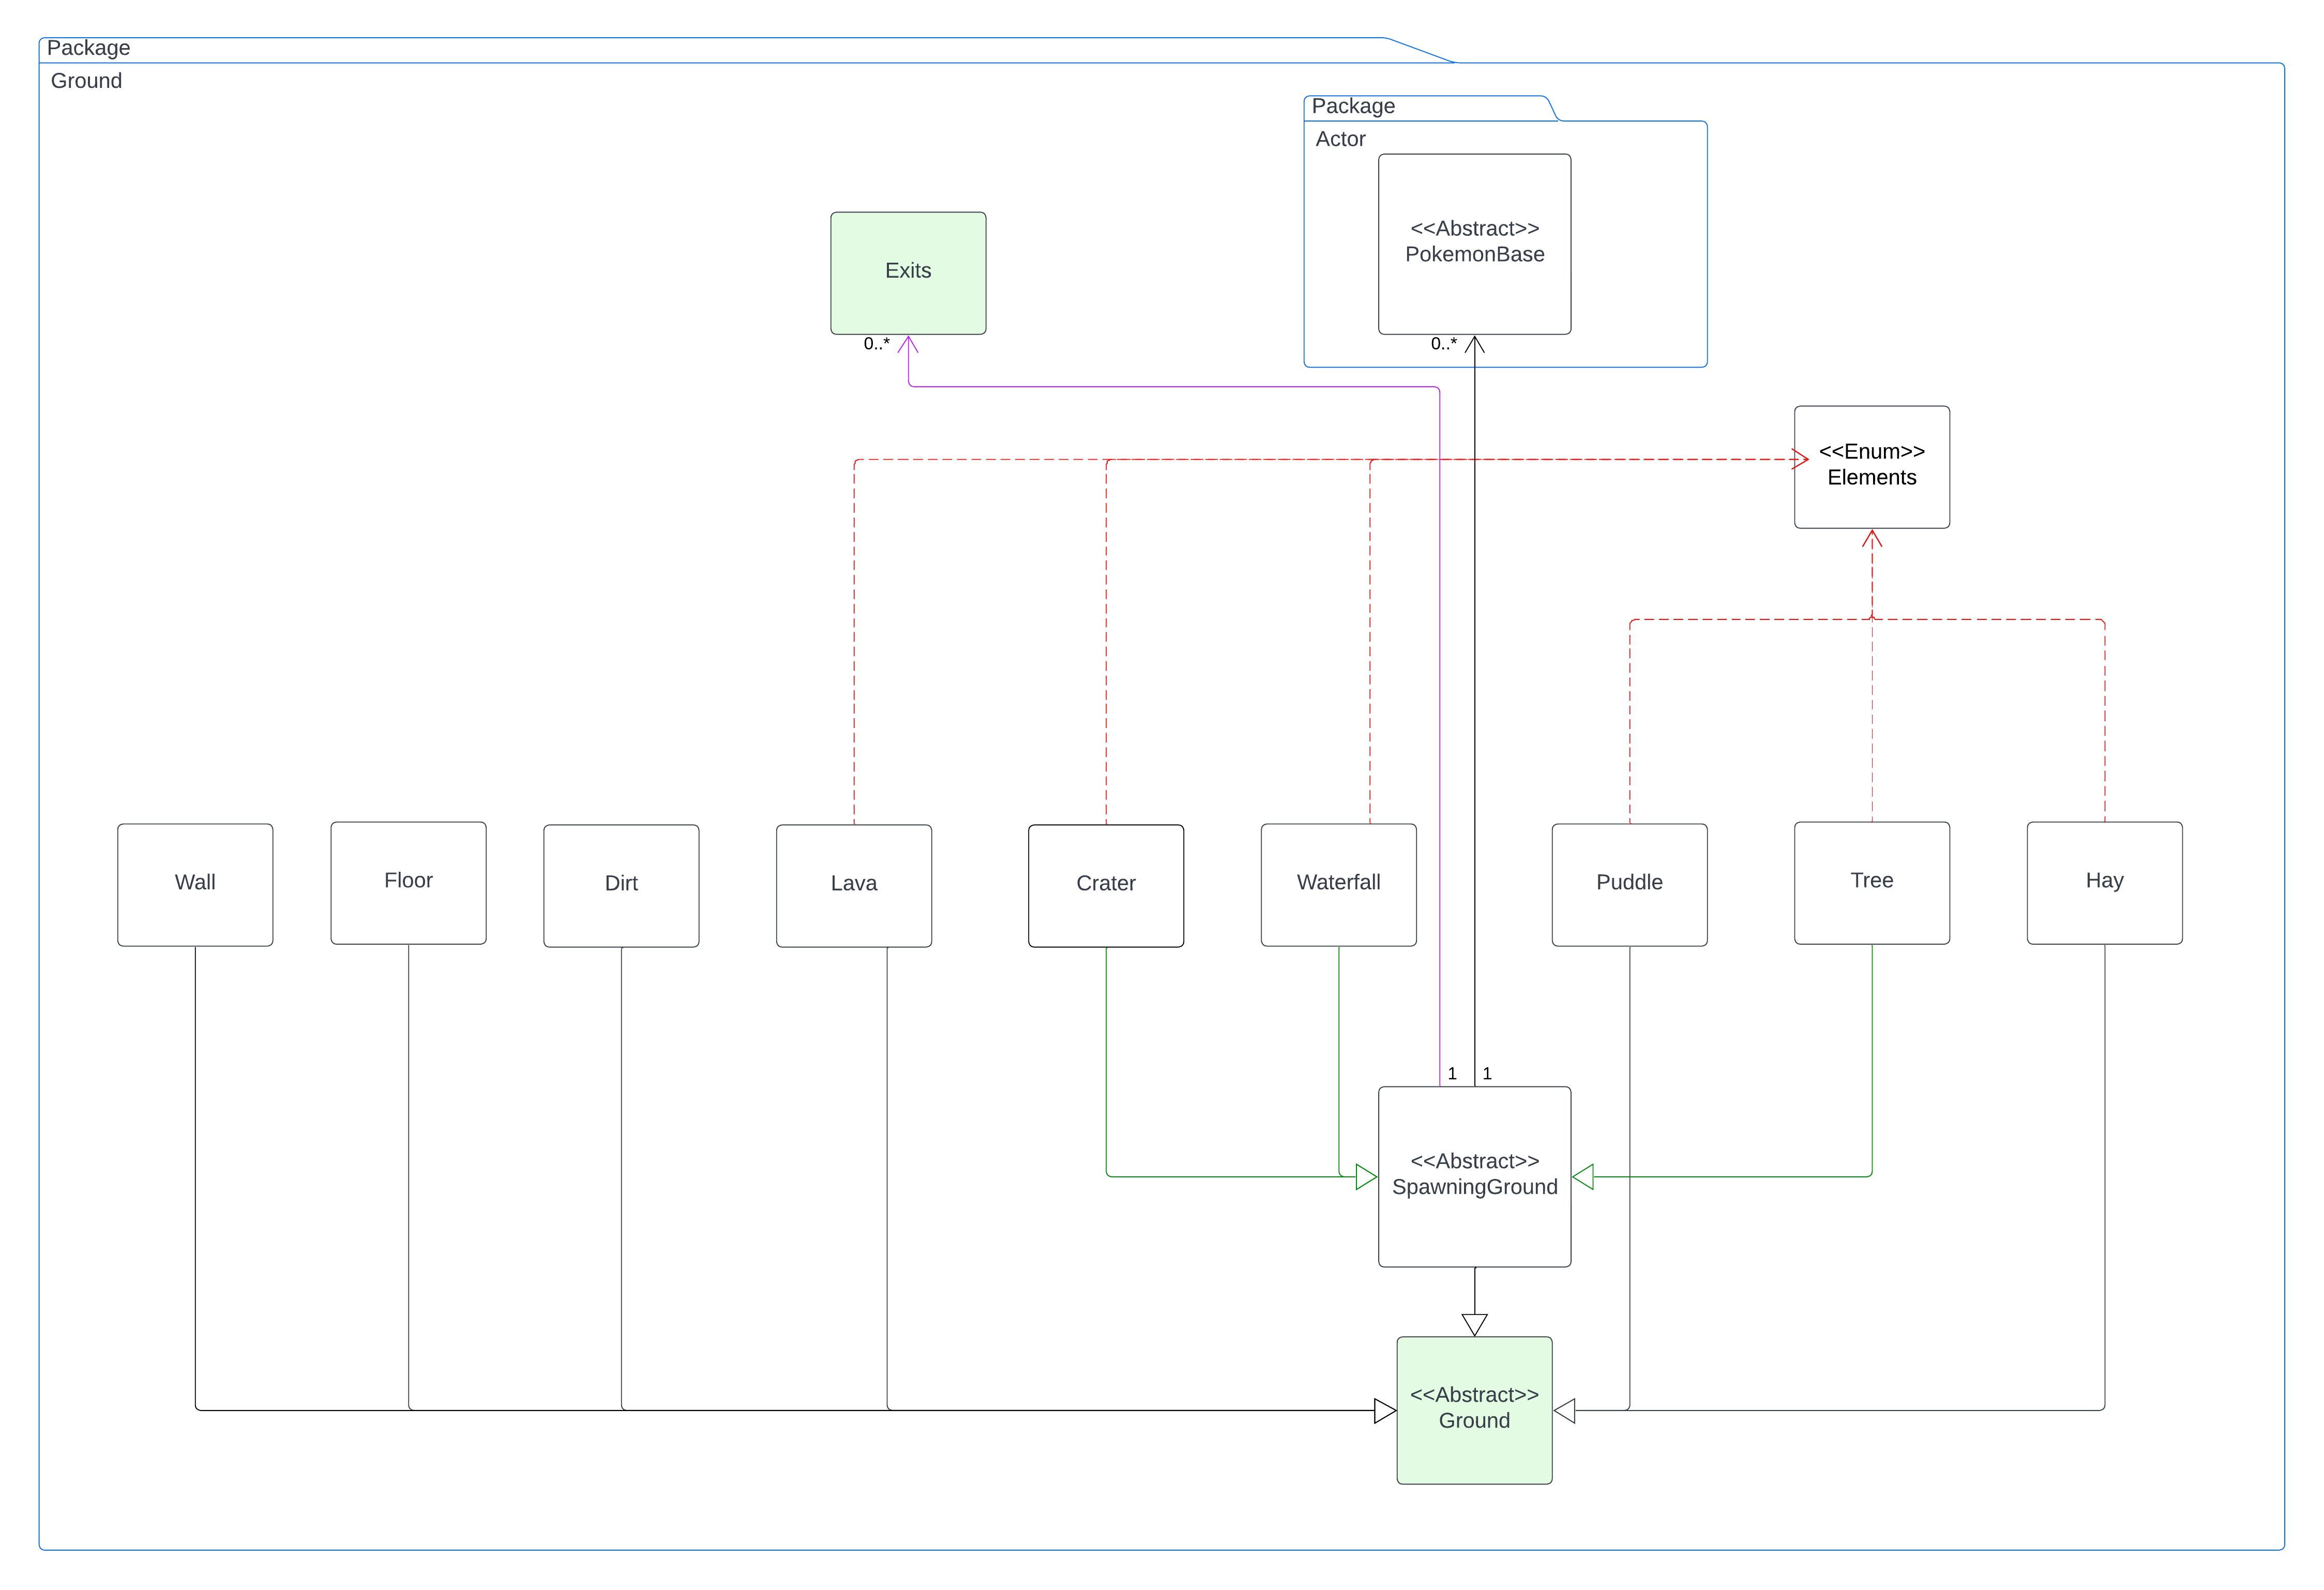 Package
Ground
Package
Actor
<<Abstract>>
PokemonBase
Exits
0..*
0..*
<<Enum>>
Elements
Wall
Floor
Dirt
Lava
Crater
Waterfall
Puddle
Tree
Hay
1
1
<<Abstract>>
SpawningGround
<<Abstract>>
Ground